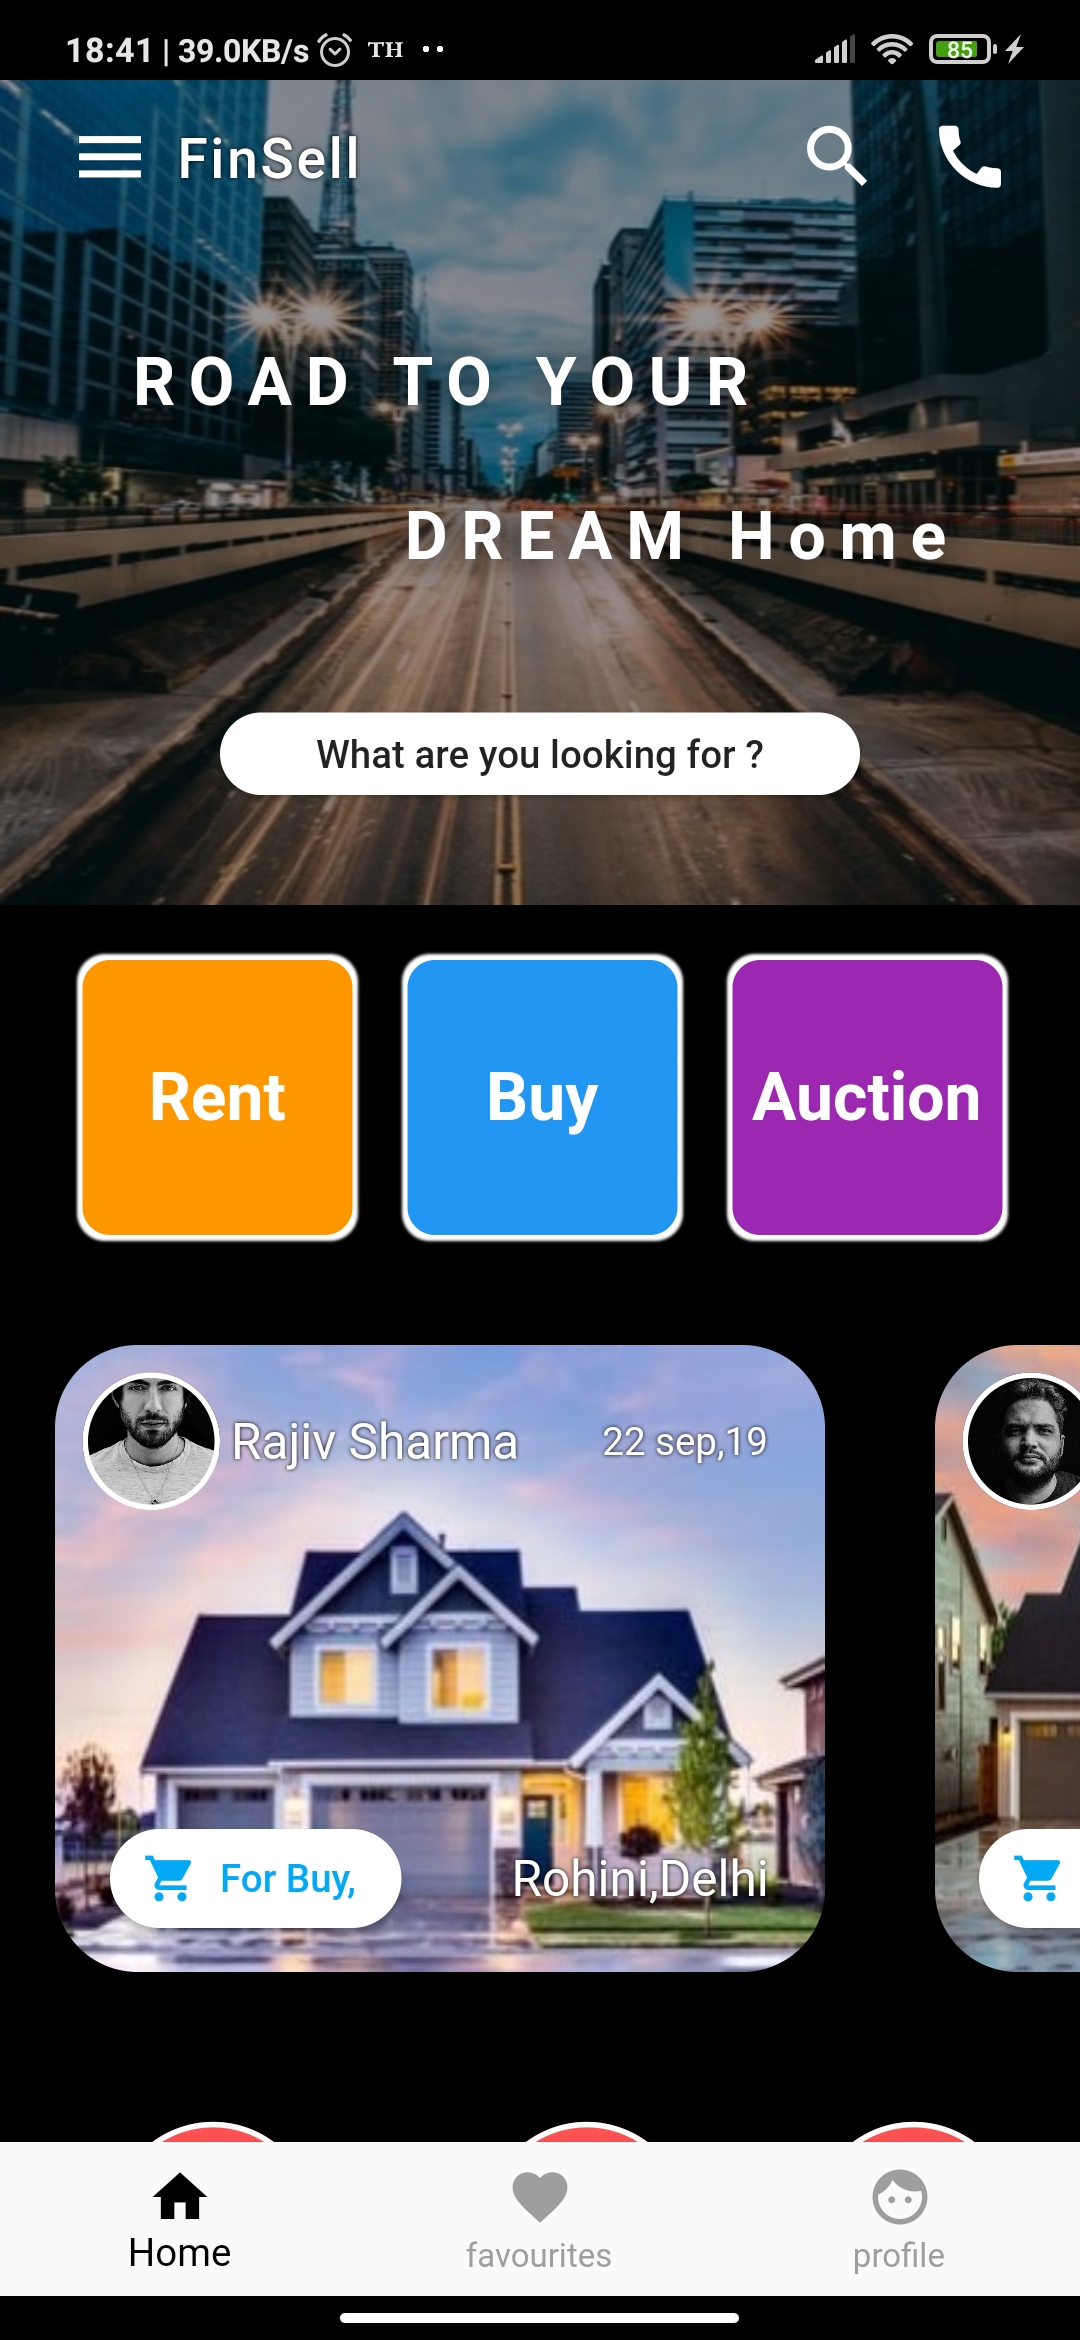 18:41 | 39.0KB/s TH ··
85
FinSell
ROAD TO YOUR
DREAM Home
What are you looking for ?
Rent
Buy
Auction
Rajiv Sharma
22 sep,19
For Buy,
Rohini,Delhi
Home
favourites
profile